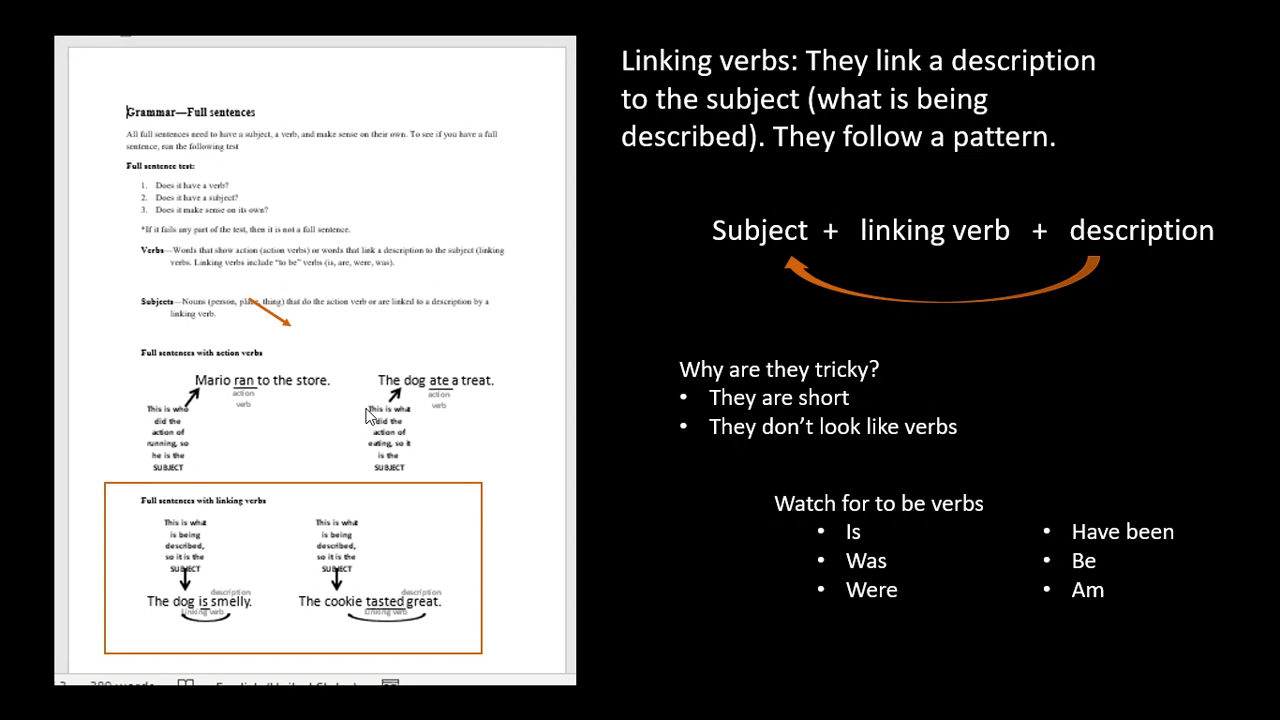 Grammar—Full sentences
All full sentences need to have a subject, a verb, and make sense on their own. To see if you have a full
sentence, run the following test
Full sentence test:
1. Does it have a verb?
2. Does it have a subject?
3. Does it make sense on its own?
*If it fails any part of the test, then it is not a full sentence.
Verbs—Words that show action (action verbs) or words that link a description to the subject (linking
verbs. Linking verbs include "to be" verbs (is, are, were, was).
Subjects—Nouns (person, place, thing) that do the action verb or are linked to a description by a
linking verb.
Full sentences with action verbs
Mario ran to the store.
action
verb
This is who
did the
action of
running, so
he is the
SUBJECT
The dog ate a treat.
action
verb
This is what
did the
action of
eating, so it
is the
SUBJECT
Full sentences with linking verbs
This is what
is being
described,
so it is the
SUBJECT
description
The dog is smelly.
Linking verb
This is what
is being
described,
so it is the
SUBJECT
description
The cookie tasted great.
Linking verb
Linking verbs: They link a description
to the subject (what is being
described). They follow a pattern.
Subject + linking verb + description
Why are they tricky?
• They are short
• They don't look like verbs
Watch for to be verbs
• Is
• Was
• Were
• Have been
• Be
• Am